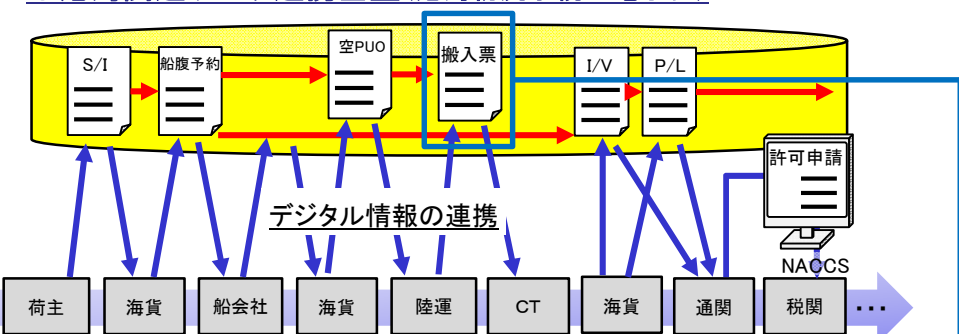 S/I
船腹予約
空PUO
搬入票
I/V
P/L
許可申請
デジタル情報の連携
NACCS
荷主
海貨
船会社
海貨
陸運
CT
海貨
通関
税関
･･･